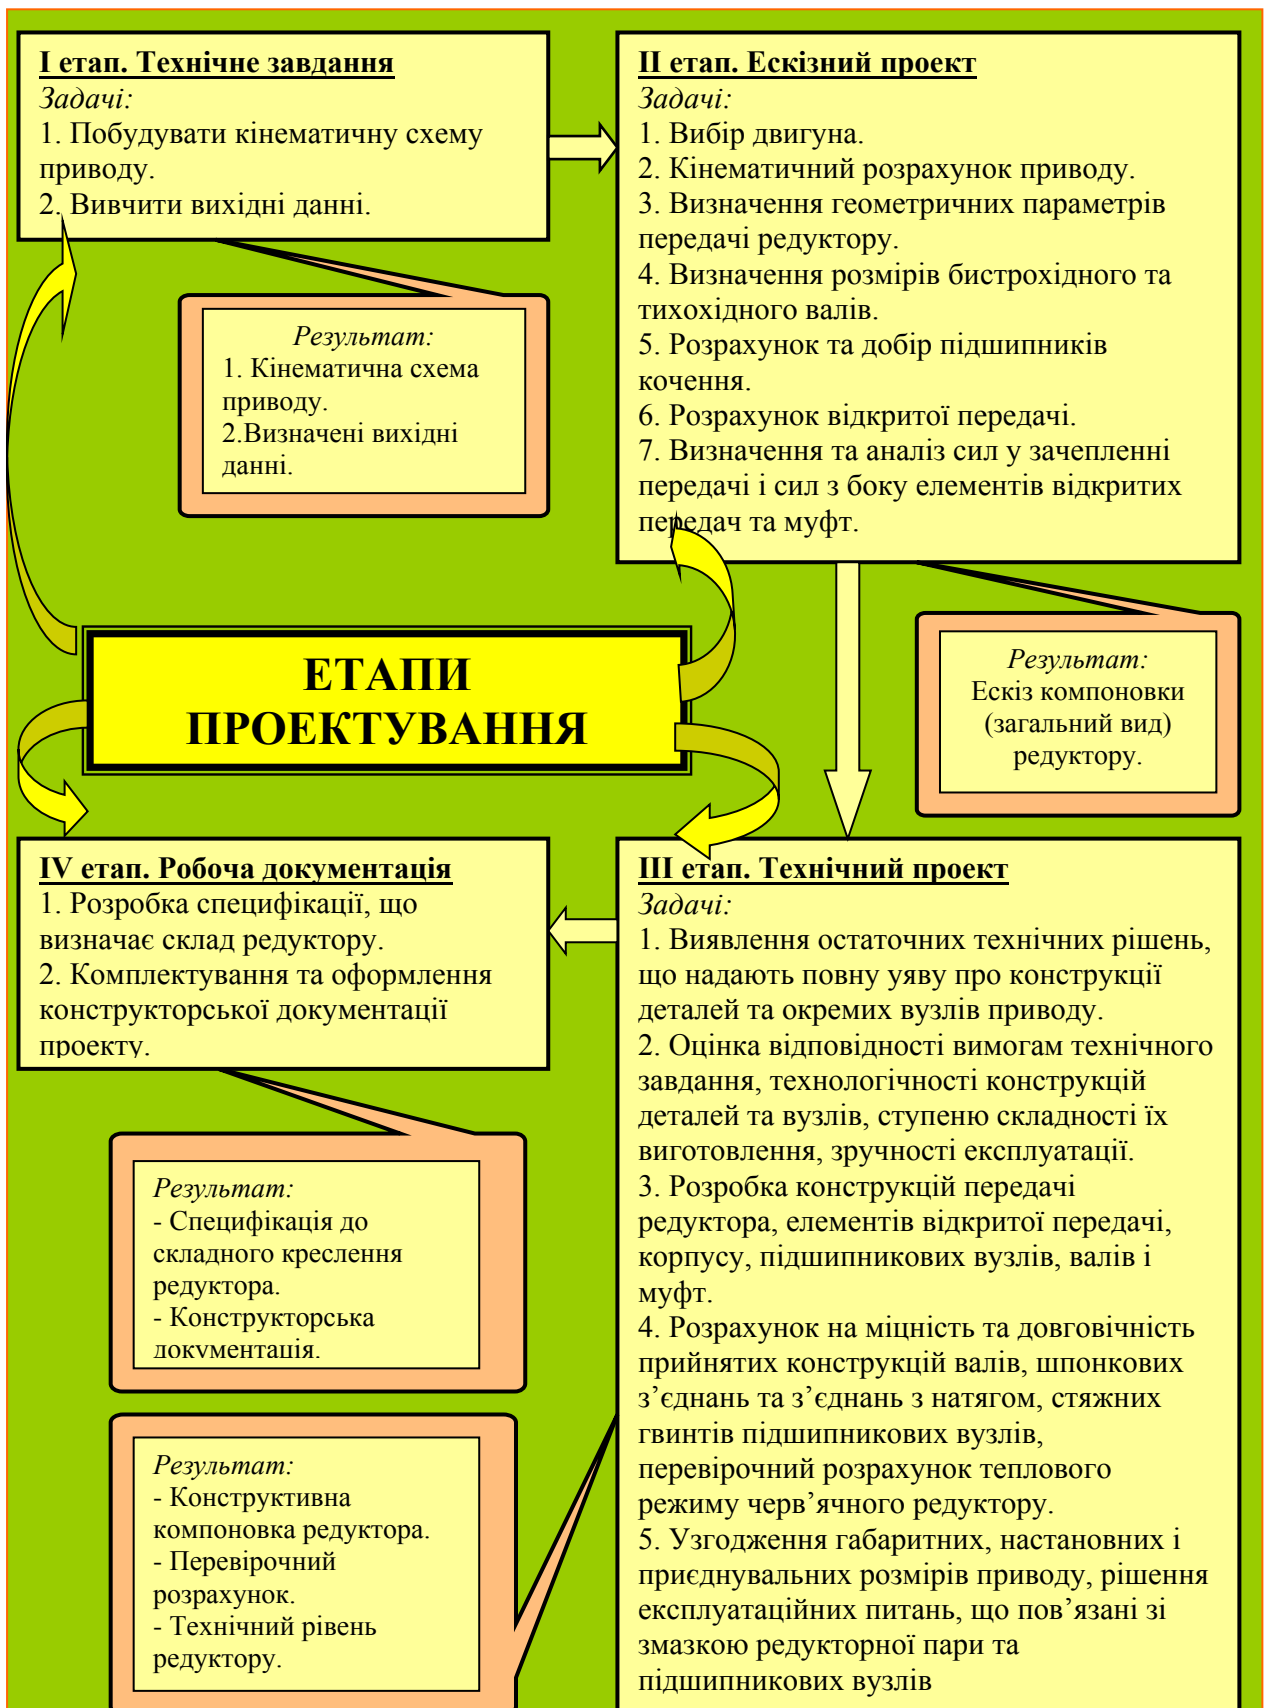 І етап. Технічне завдання
Задачі:
1. Побудувати кінематичну схему
приводу.
2. Вивчити вихідні данні.
Результат:
1. Кінематична схема
приводу.
2.Визначені вихідні
данні.
ІІ етап. Ескізний проект
Задачі:
1. Вибір двигуна.
2. Кінематичний розрахунок приводу.
3. Визначення геометричних параметрів
передачі редуктору.
4. Визначення розмірів бистрохідного та
тихохідного валів.
5. Розрахунок та добір підшипників
кочення.
6. Розрахунок відкритої передачі.
7. Визначення та аналіз сил у зачепленні
передачі і сил з боку елементів відкритих
передач та муфт.
Результат:
Ескіз компоновки
(загальний вид)
редуктору.
ЕТАПИ
ПРОЕКТУВАННЯ
IV етап. Робоча документація
1. Розробка специфікації, що
визначає склад редуктору.
2. Комплектування та оформлення
конструкторської документації
проекту.
Результат:
- Специфікація до
складного креслення
редуктора.
- Конструкторська
документація.
Результат:
- Конструктивна
компоновка редуктора.
- Перевірочний
розрахунок.
- Технічний рівень
редуктору.
ІІІ етап. Технічний проект
Задачі:
1. Виявлення остаточних технічних рішень,
що надають повну уяву про конструкції
деталей та окремих вузлів приводу.
2. Оцінка відповідності вимогам технічного
завдання, технологічності конструкцій
деталей та вузлів, ступеню складності їх
виготовлення, зручності експлуатації.
3. Розробка конструкцій передачі
редуктора, елементів відкритої передачі,
корпусу, підшипникових вузлів, валів і
муфт.
4. Розрахунок на міцність та довговічність
прийнятих конструкцій валів, шпонкових
з’єднань та з’єднань з натягом, стяжних
гвинтів підшипникових вузлів,
перевірочний розрахунок теплового
режиму черв’ячного редуктору.
5. Узгодження габаритних, настановних і
приєднувальних розмірів приводу, рішення
експлуатаційних питань, що пов’язані зі
змазкою редукторної пари та
підшипникових вузлів